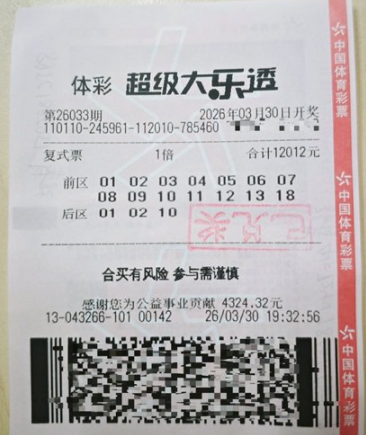 体彩 超级大乐透
第26033期 2026年03月30日开奖
110110-245961-112010-785460
复式票 1倍 合计12012元
前区 01 02 03 04 05 06 07
08 09 10 11 12 13 18
后区 01 02 10
已兑奖
合买有风险 参与需谨慎
感谢您为公益事业贡献 4324.32元
13-043266-101 00142 26/03/30 19:32:56
中国体育彩票
中国体育彩票
中国体育彩票